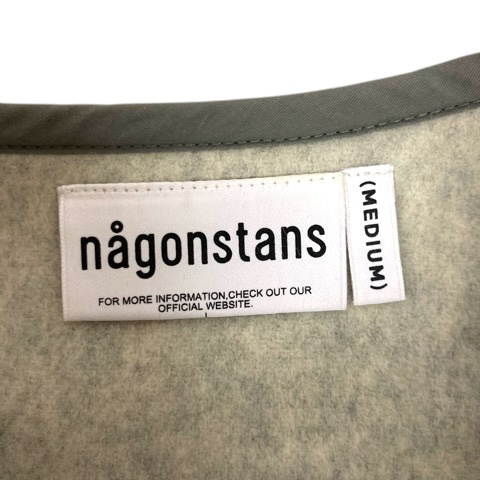 någonstans
FOR MORE INFORMATION,CHECK OUT OUR
OFFICIAL WEBSITE.
(MEDIUM)